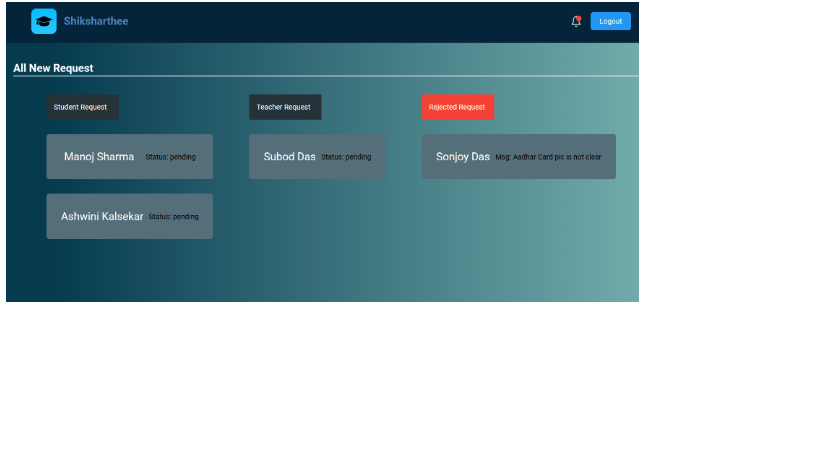 Shiksharthee
Logout
All New Request
Student Request
Teacher Request
Rejected Request
Manoj Sharma Status: pending
Subod Das Status: pending
Sonjoy Das Msg: Aadhar Card pic is not clear
Ashwini Kalsekar Status: pending